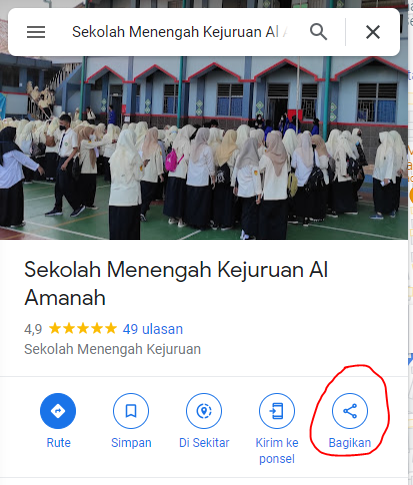 Sekolah Menengah Kejuruan Al A
Sekolah Menengah Kejuruan Al
Amanah
4,9 49 ulasan
Sekolah Menengah Kejuruan
Rute Simpan Di Sekitar Kirim ke Bagikan
ponsel